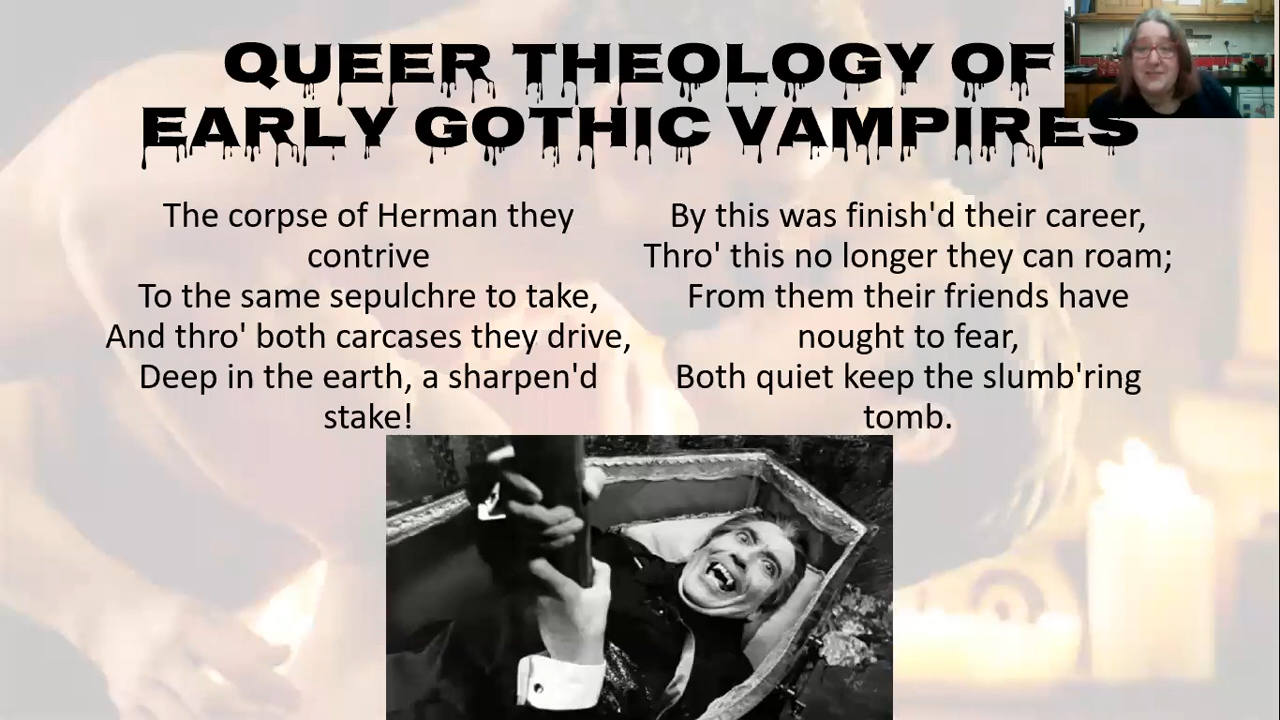 QUEER THEOLOGY OF
EARLY GOTHIC VAMPIRES
The corpse of Herman they
contrive
To the same sepulchre to take,
And thro' both carcases they drive,
Deep in the earth, a sharpen'd
stake!
By this was finish'd their career,
Thro' this no longer they can roam;
From them their friends have
nought to fear,
Both quiet keep the slumb'ring
tomb.